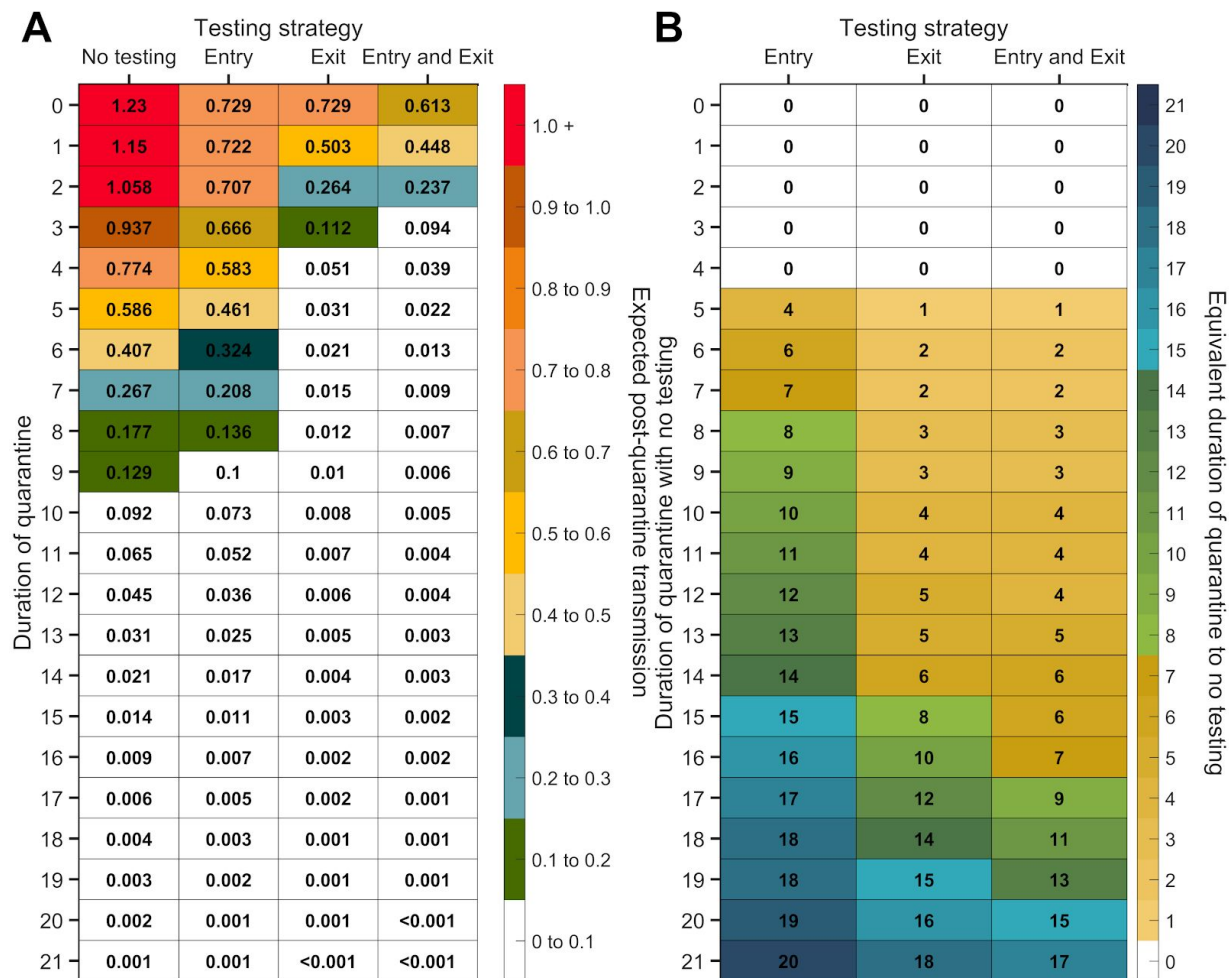 A
Testing strategy
No testing Entry Exit Entry and Exit
0 1.23 0.729 0.729 0.613
1 1.15 0.722 0.503 0.448
2 1.058 0.707 0.264 0.237
3 0.937 0.666 0.112 0.094
4 0.774 0.583 0.051 0.039
5 0.586 0.461 0.031 0.022
6 0.407 0.324 0.021 0.013
7 0.267 0.208 0.015 0.009
8 0.177 0.136 0.012 0.007
9 0.129 0.1 0.01 0.006
10 0.092 0.073 0.008 0.005
11 0.065 0.052 0.007 0.004
12 0.045 0.036 0.006 0.004
13 0.031 0.025 0.005 0.003
14 0.021 0.017 0.004 0.003
15 0.014 0.011 0.003 0.002
16 0.009 0.007 0.002 0.002
17 0.006 0.005 0.002 0.001
18 0.004 0.003 0.001 0.001
19 0.003 0.002 0.001 0.001
20 0.002 0.001 0.001 <0.001
21 0.001 0.001 <0.001 <0.001
Duration of quarantine
1.0 +
0.9 to 1.0
0.8 to 0.9
0.7 to 0.8
0.6 to 0.7
0.5 to 0.6
0.4 to 0.5
0.3 to 0.4
0.2 to 0.3
0.1 to 0.2
0 to 0.1
Expected post-quarantine transmission
B
Testing strategy
Entry Exit Entry and Exit
0 0 0 0
1 0 0 0
2 0 0 0
3 0 0 0
4 0 0 0
5 4 1 1
6 6 2 2
7 7 2 2
8 8 3 3
9 9 3 3
10 10 4 4
11 11 4 4
12 12 5 4
13 13 5 5
14 14 6 6
15 15 8 6
16 16 10 7
17 17 12 9
18 18 14 11
19 18 15 13
20 19 16 15
21 20 18 17
Duration of quarantine with no testing
21
20
19
18
17
16
15
14
13
12
11
10
9
8
7
6
5
4
3
2
1
0
Equivalent duration of quarantine to no testing